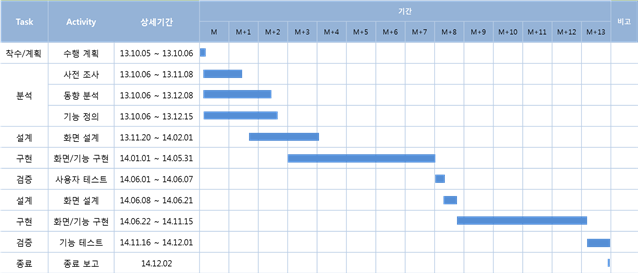 Task Activity 상세기간 기간 비고
M M+1 M+2 M+3 M+4 M+5 M+6 M+7 M+8 M+9 M+10 M+12 M+13
착수/계획 수행 계획 13.10.05 ~ 13.10.06
사전 조사 13.10.06 ~ 13.11.08
분석 동향 분석 13.10.06 ~ 13.12.08
기능 정의 13.10.06 ~ 13.12.15
설계 화면 설계 13.11.20 ~ 14.02.01
구현 화면/기능 구현 14.01.01 ~ 14.05.31
검증 사용자 테스트 14.06.01 ~ 14.06.07
설계 화면 설계 14.06.08 ~ 14.06.21
구현 화면/기능 구현 14.06.22 ~ 14.11.15
검증 기능 테스트 14.11.16 ~ 14.12.01
종료 종료 보고 14.12.02